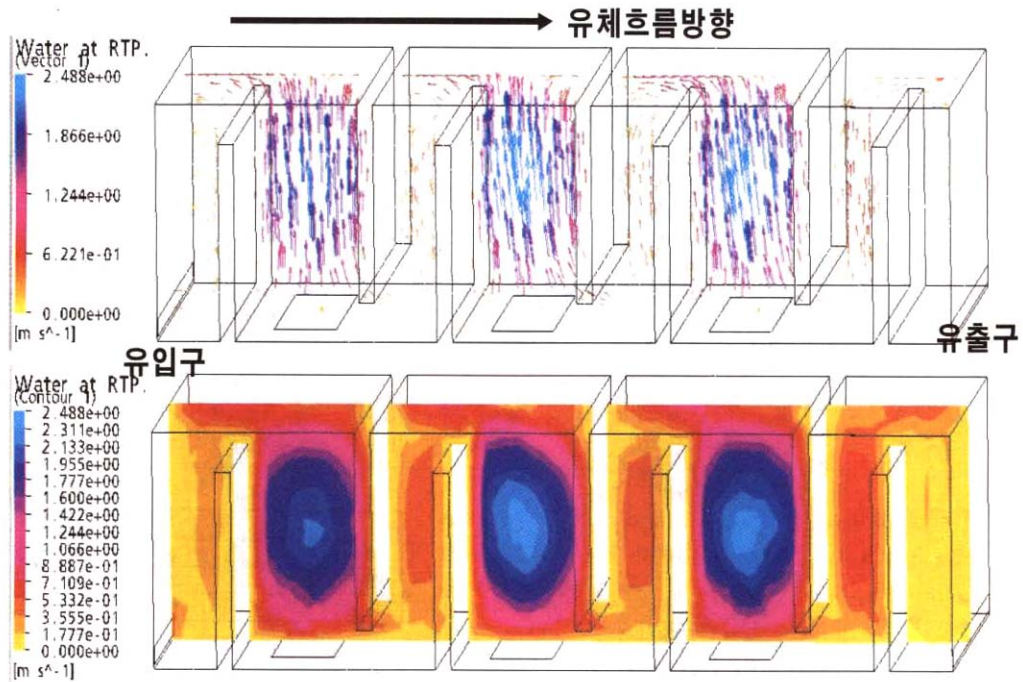 유체흐름방향
Water at RTP.
(Vector 1)
2.488e+00
1.866e+00
1.244e+00
6.221e-01
0.000e+00
[m s^-1]
유입구
유출구
Water at RTP.
(Contour 1)
2.488e+00
2.311e+00
2.133e+00
1.955e+00
1.777e+00
1.600e+00
1.422e+00
1.244e+00
1.066e+00
8.887e-01
7.109e-01
5.332e-01
3.555e-01
1.777e-01
0.000e+00
[m s^-1]